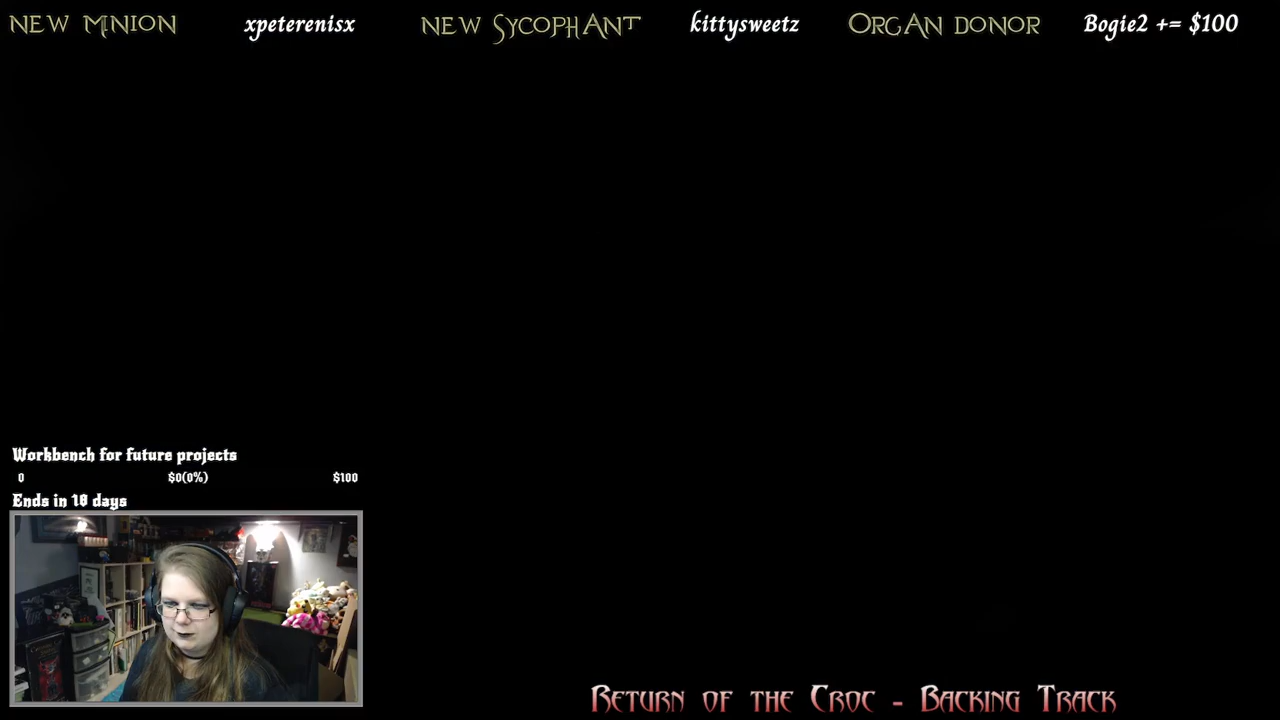 NEW MINION xpeterenisx NEW SYCOPHANT kittysweetz ORGAN DONOR Bogie2 += $100
Workbench for future projects
0 $0(0%) $100
Ends in 10 days
RETURN OF THE CROC - BACKING TRACK